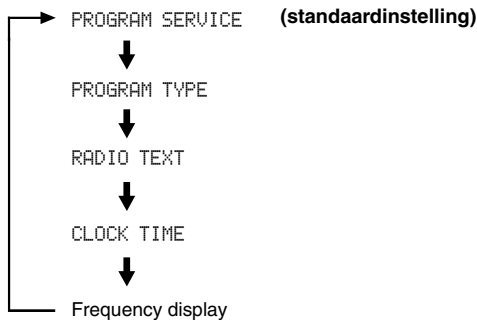 PROGRAM SERVICE (standaardinstelling)
PROGRAM TYPE
RADIO TEXT
CLOCK TIME
Frequency display